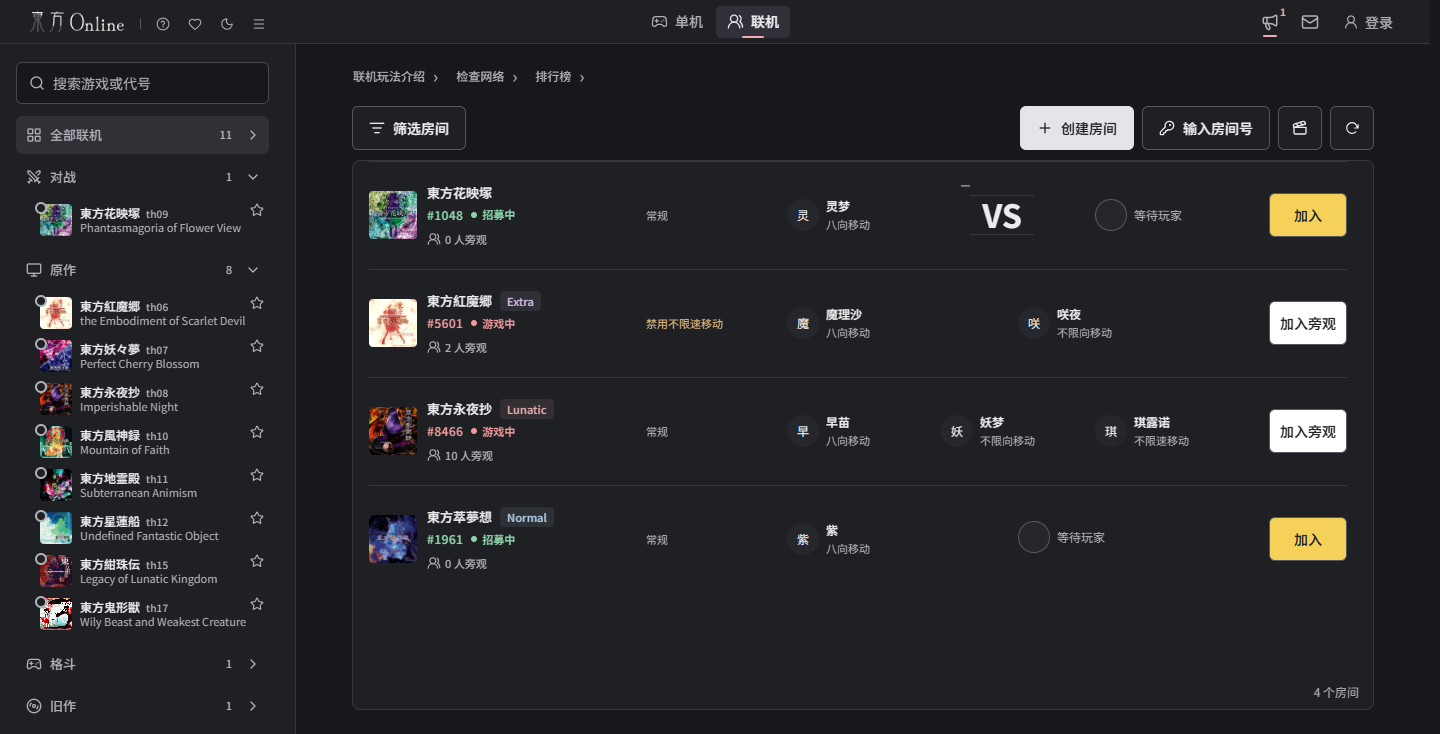 東方Online
单机
联机
1
登录
搜索游戏或代号
全部联机 11
对战 1
東方花映塚 th09
Phantasmagoria of Flower View
原作 8
東方紅魔郷 th06
the Embodiment of Scarlet Devil
東方妖々夢 th07
Perfect Cherry Blossom
東方永夜抄 th08
Imperishable Night
東方風神録 th10
Mountain of Faith
東方地霊殿 th11
Subterranean Animism
東方星蓮船 th12
Undefined Fantastic Object
東方紺珠伝 th15
Legacy of Lunatic Kingdom
東方鬼形獣 th17
Wily Beast and Weakest Creature
格斗 1
旧作 1
联机玩法介绍 › 检查网络 › 排行榜 ›
筛选房间
创建房间
输入房间号
東方花映塚
#1048 • 招募中
0 人旁观
常规
灵 灵梦
八向移动
–
VS
等待玩家
加入
東方紅魔郷 Extra
#5601 • 游戏中
2 人旁观
禁用不限速移动
魔 魔理沙
八向移动
咲 咲夜
不限向移动
加入旁观
東方永夜抄 Lunatic
#8466 • 游戏中
10 人旁观
常规
早 早苗
八向移动
妖 妖梦
不限向移动
琪 琪露诺
不限速移动
加入旁观
東方萃夢想 Normal
#1961 • 招募中
0 人旁观
常规
紫 紫
八向移动
等待玩家
加入
4 个房间